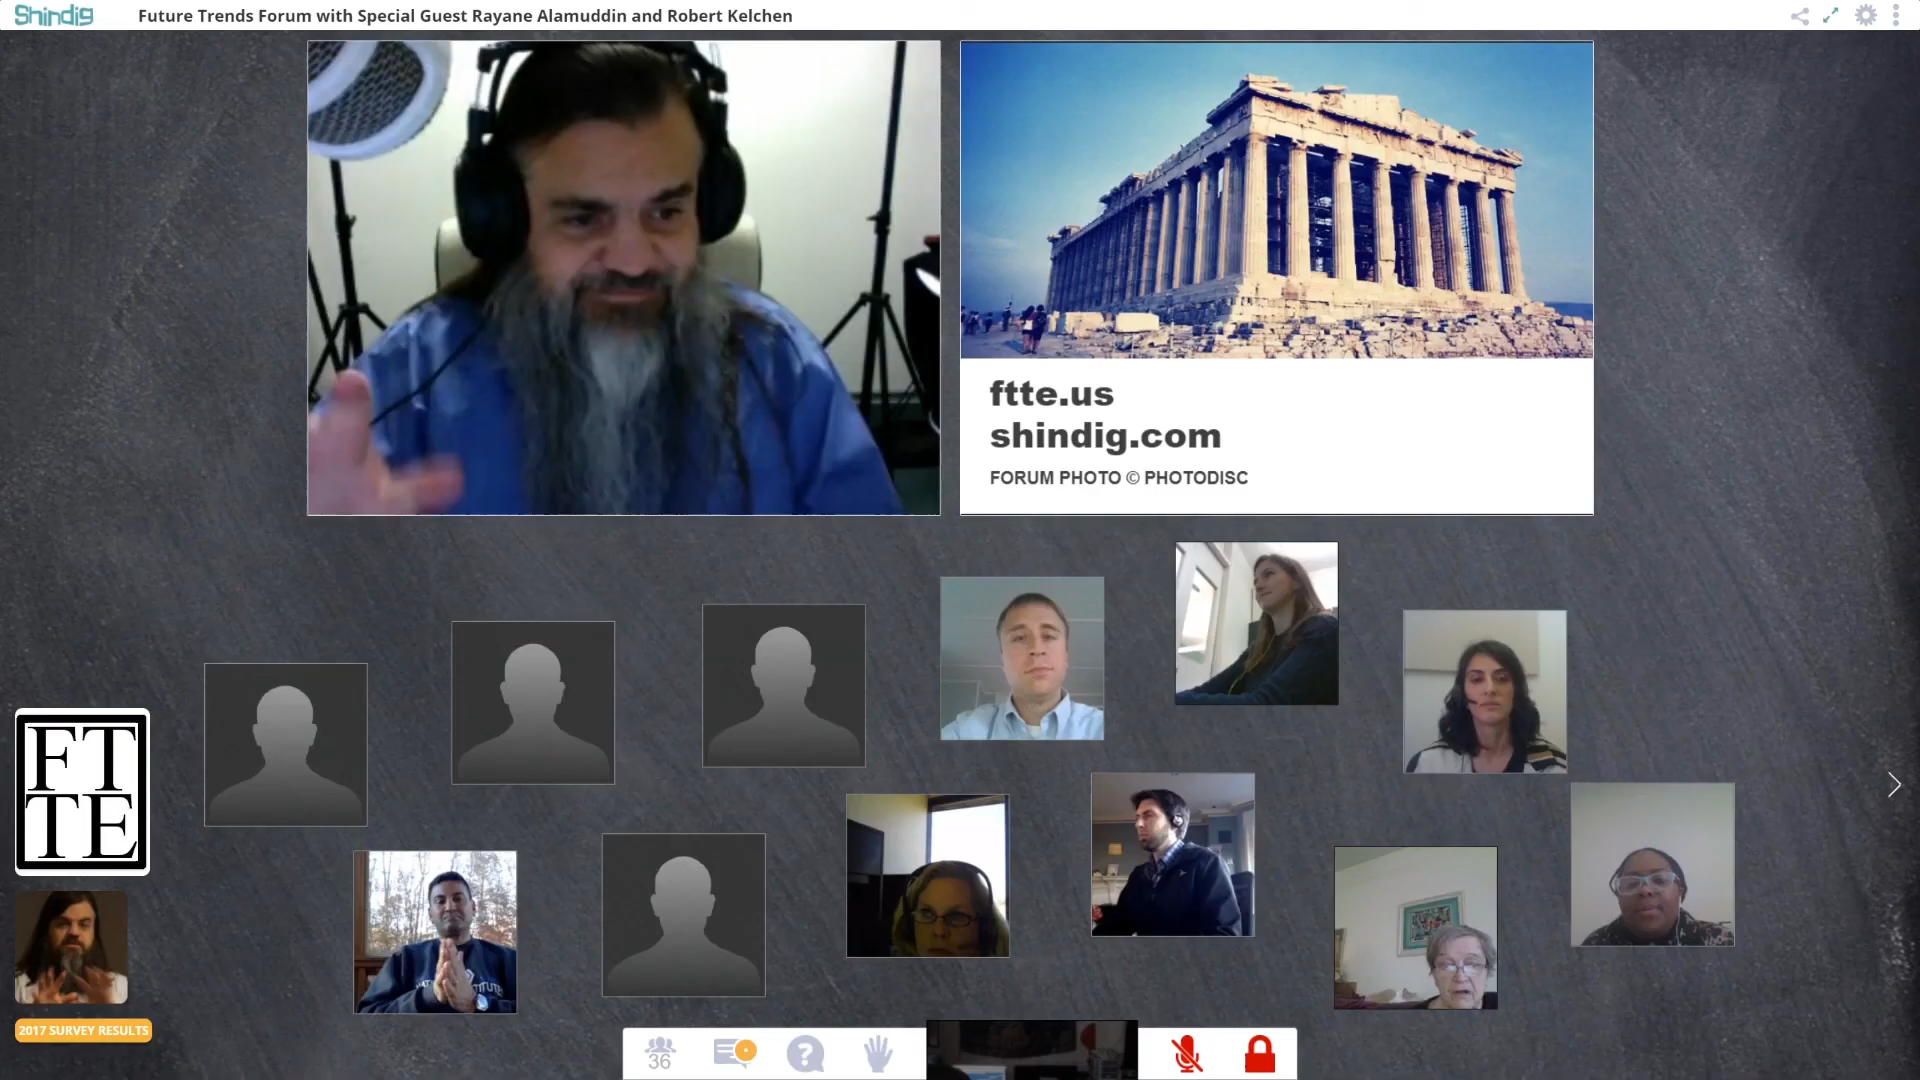 Shindig
Future Trends Forum with Special Guest Rayane Alamuddin and Robert Kelchen
ftte.us
shindig.com
FORUM PHOTO © PHOTODISC
FT
TE
2017 SURVEY RESULTS
36
?